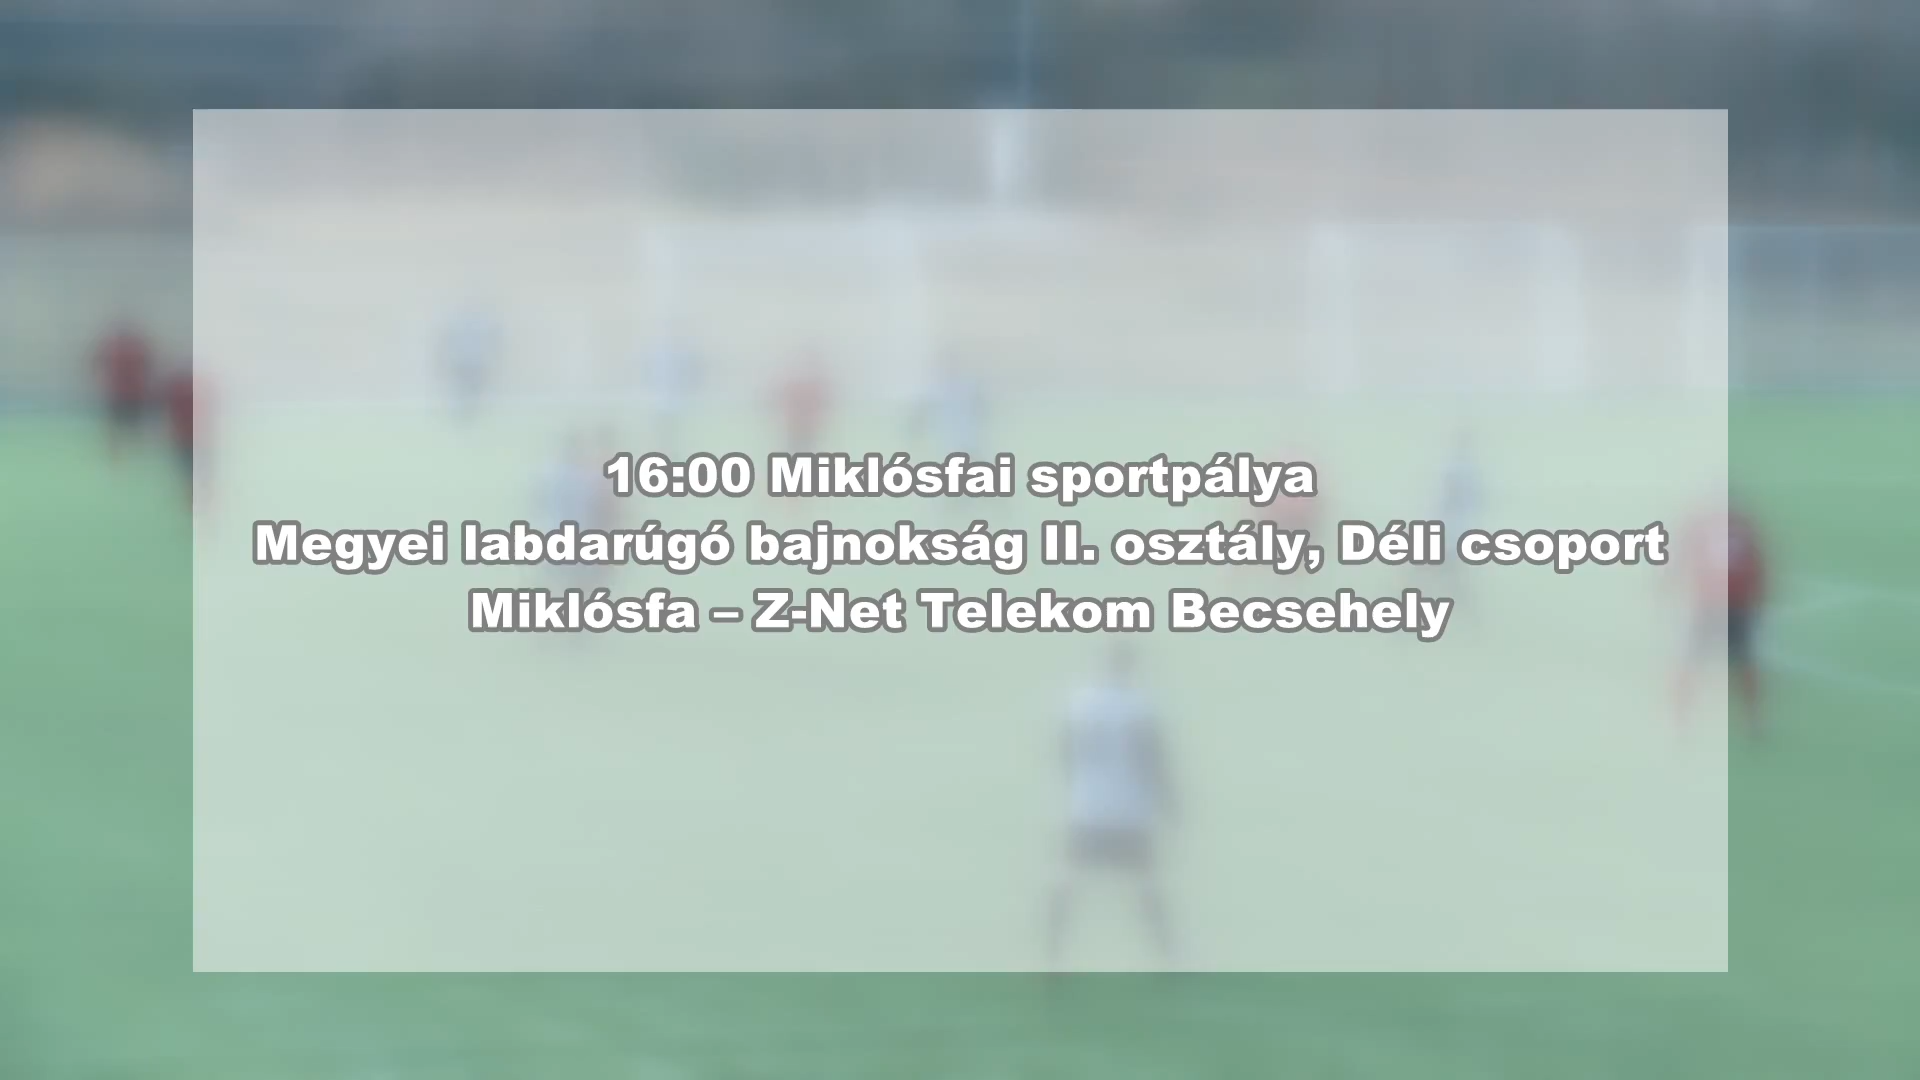 16:00 Miklósfai sportpálya
Megyei labdarúgó bajnokság II. osztály, Déli csoport
Miklósfa – Z-Net Telekom Becsehely